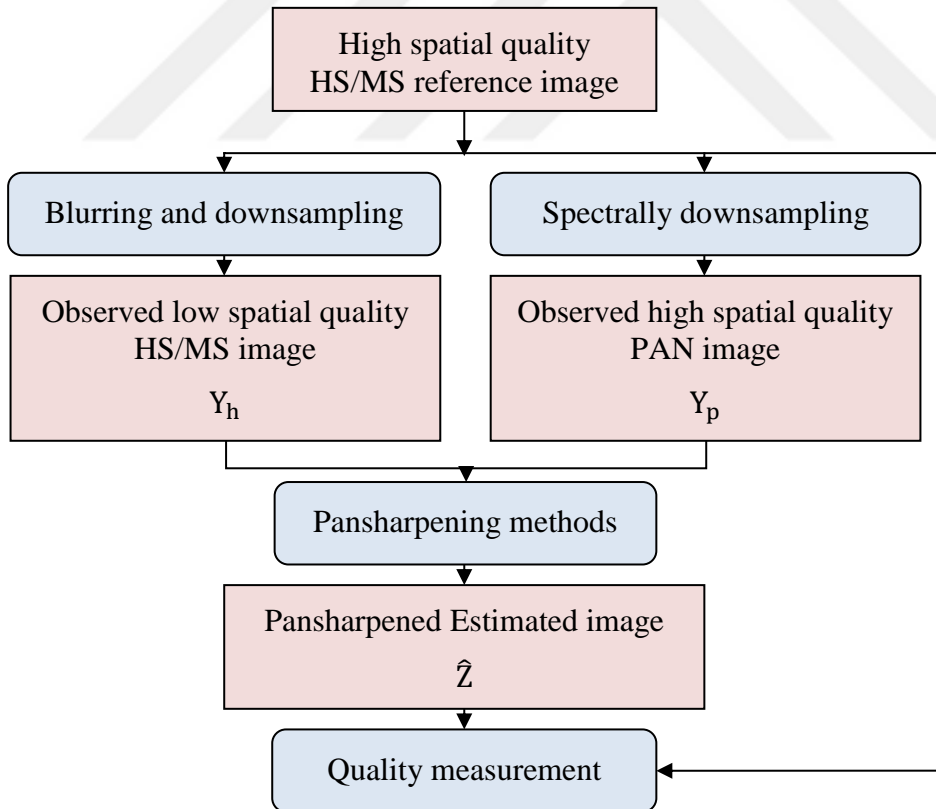 High spatial quality
HS/MS reference image
Blurring and downsampling
Spectrally downsampling
Observed low spatial quality
HS/MS image
Yₕ
Observed high spatial quality
PAN image
Yₚ
Pansharpening methods
Pansharpened Estimated image
Ẑ
Quality measurement